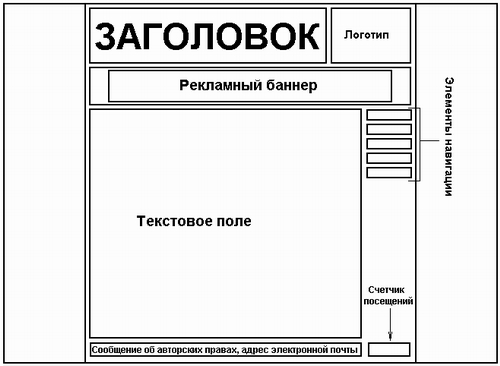 ЗАГОЛОВОК
Логотип
Рекламный баннер
Элементы навигации
Текстовое поле
Счетчик
посещений
Сообщение об авторских правах, адрес электронной почты